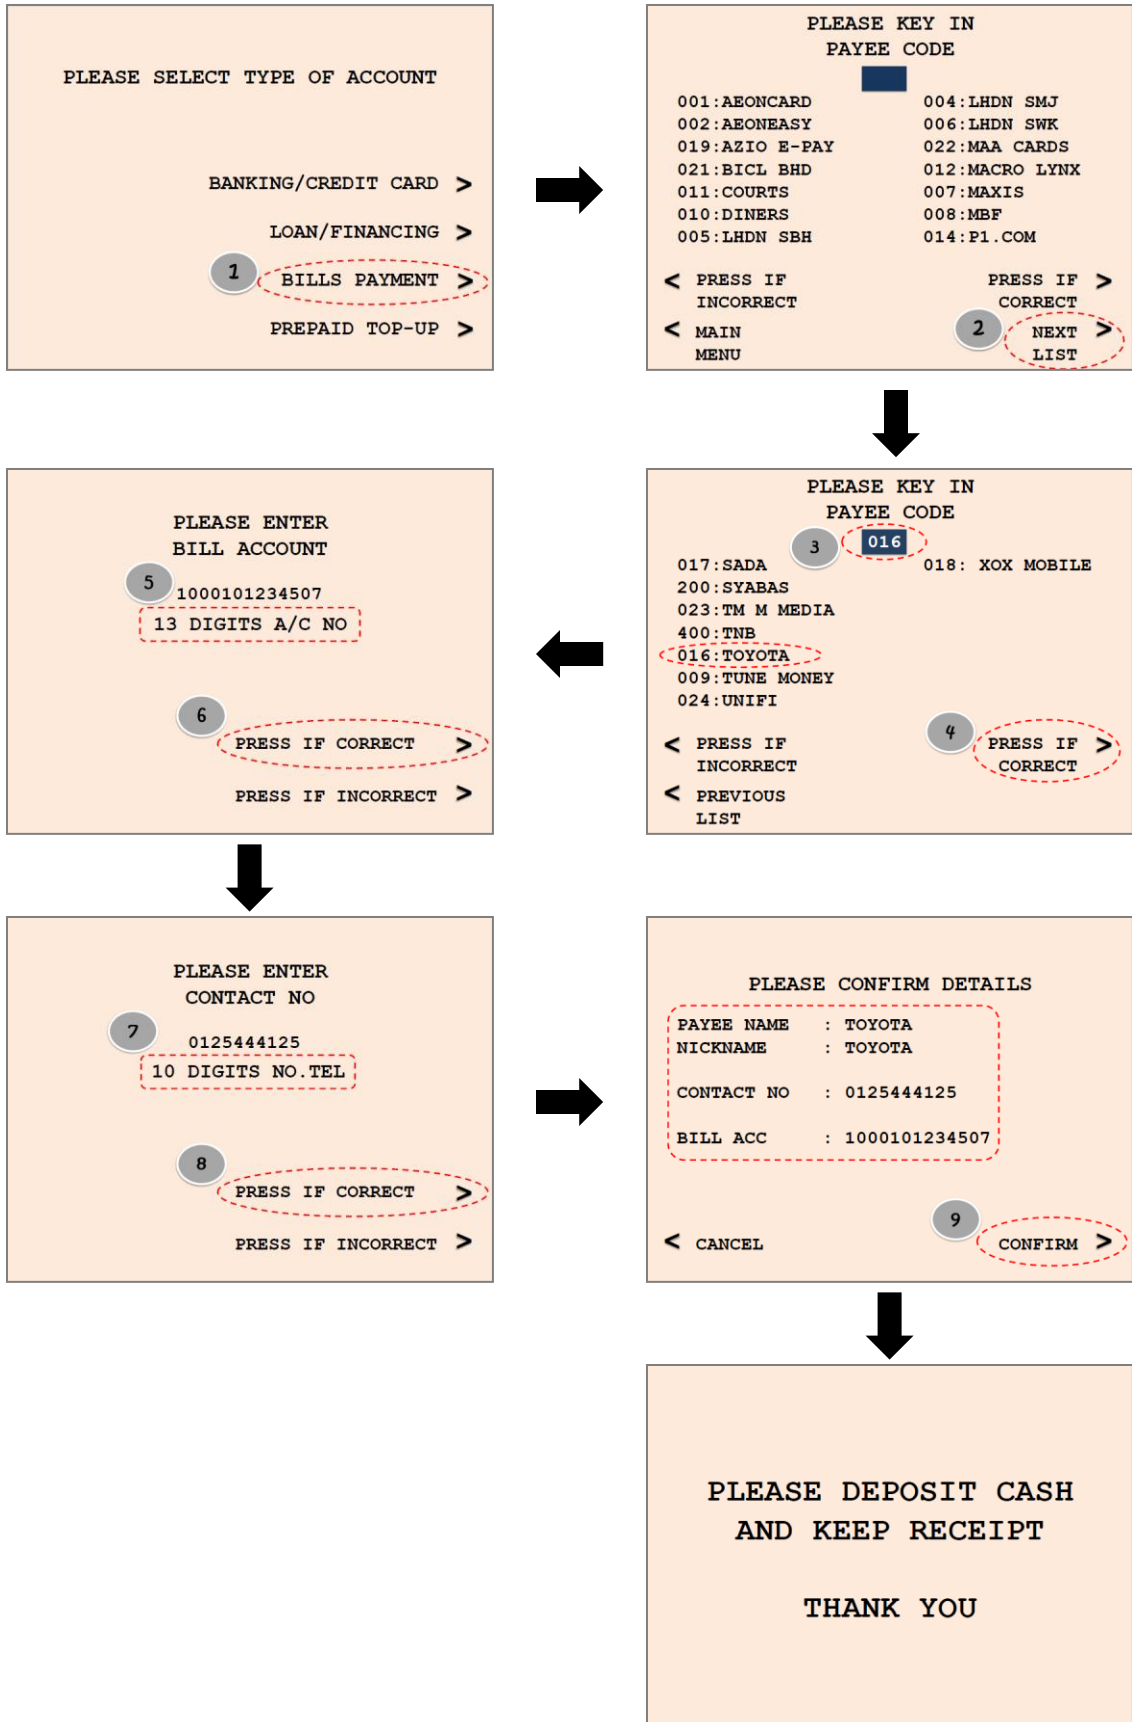 PLEASE SELECT TYPE OF ACCOUNT
BANKING/CREDIT CARD >
LOAN/FINANCING >
1
BILLS PAYMENT >
PREPAID TOP-UP >
PLEASE KEY IN
PAYEE CODE
001:AEONCARD 004:LHDN SMJ
002:AEONEASY 006:LHDN SWK
019:AZIO E-PAY 022:MAA CARDS
021:BICL BHD 012:MACRO LYNX
011:COURTS 007:MAXIS
010:DINERS 008:MBF
005:LHDN SBH 014:P1.COM
< PRESS IF PRESS IF >
INCORRECT CORRECT
2
< MAIN NEXT >
MENU LIST
PLEASE KEY IN
PAYEE CODE
3 016
017:SADA 018: XOX MOBILE
200:SYABAS
023:TM M MEDIA
400:TNB
016:TOYOTA
009:TUNE MONEY
024:UNIFI
4
< PRESS IF PRESS IF >
INCORRECT CORRECT
< PREVIOUS
LIST
PLEASE ENTER
BILL ACCOUNT
5
1000101234507
13 DIGITS A/C NO
6
PRESS IF CORRECT >
PRESS IF INCORRECT >
PLEASE ENTER
CONTACT NO
7
0125444125
10 DIGITS NO.TEL
8
PRESS IF CORRECT >
PRESS IF INCORRECT >
PLEASE CONFIRM DETAILS
PAYEE NAME : TOYOTA
NICKNAME : TOYOTA
CONTACT NO : 0125444125
BILL ACC : 1000101234507
9
< CANCEL CONFIRM >
PLEASE DEPOSIT CASH
AND KEEP RECEIPT
THANK YOU